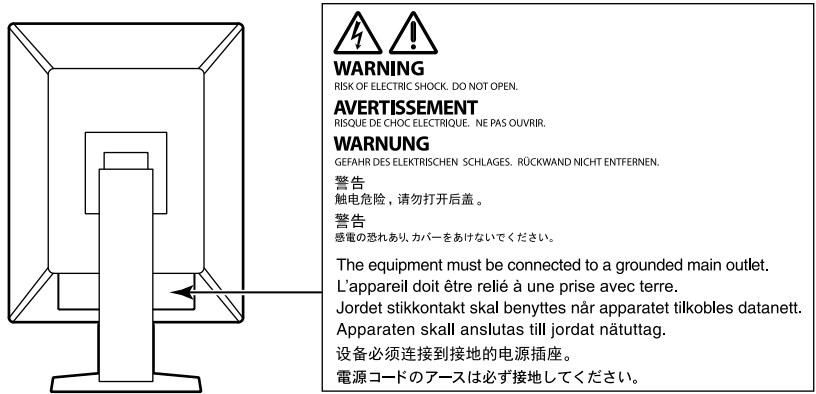 WARNING
RISK OF ELECTRIC SHOCK. DO NOT OPEN.
AVERTISSEMENT
RISQUE DE CHOC ELECTRIQUE. NE PAS OUVRIR.
WARNUNG
GEFAHR DES ELEKTRISCHEN SCHLAGES. RÜCKWAND NICHT ENTFERNEN.
警告
触电危险，请勿打开后盖。
警告
感電の恐れあり、カバーをあけないでください。
The equipment must be connected to a grounded main outlet.
L'appareil doit être relié à une prise avec terre.
Jordet stikkontakt skal benyttes når apparatet tilkobles datanett.
Apparaten skall anslutas till jordat nätuttag.
设备必须连接到接地的电源插座。
電源コードのアースは必ず接地してください。